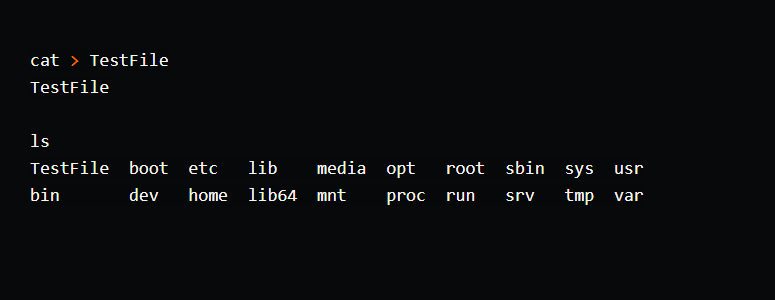 cat > TestFile
TestFile
ls
TestFile  boot  etc   lib    media  opt   root  sbin  sys  usr
bin       dev   home  lib64  mnt    proc  run   srv   tmp  var